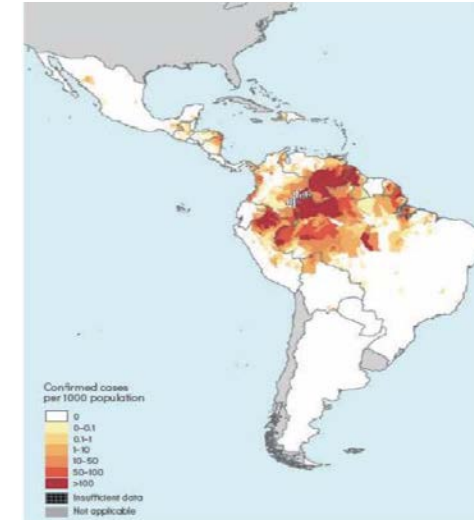 Confirmed cases
per 1000 population
0
0–0.1
0.1–1
1–10
10–50
50–100
>100
Insufficient data
Not applicable